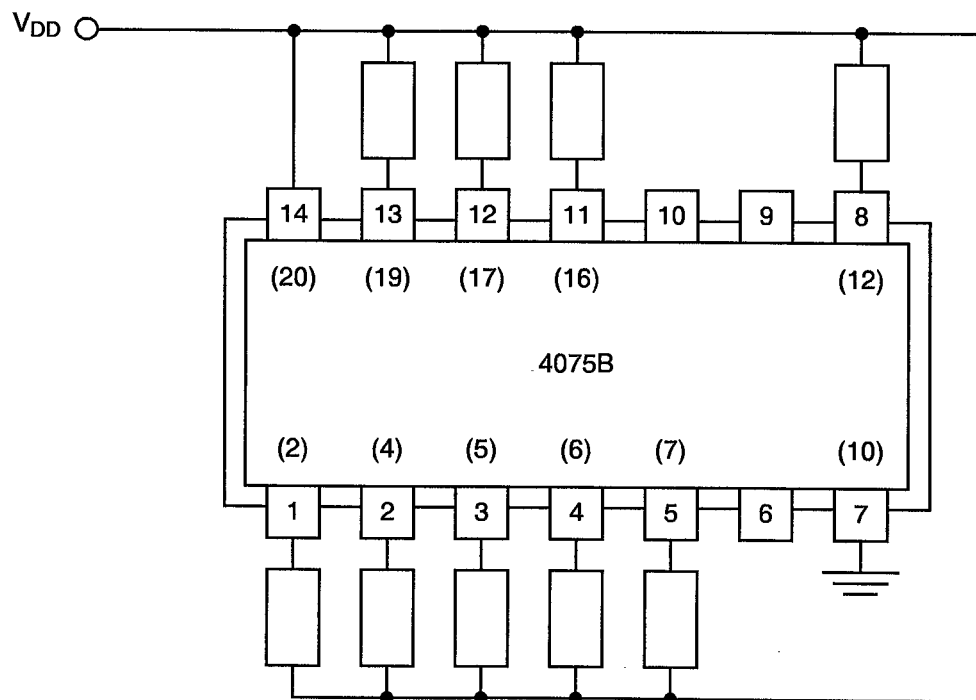 VDD
14 13 12 11 10 9 8
(20) (19) (17) (16) (12)
4075B
(2) (4) (5) (6) (7) (10)
1 2 3 4 5 6 7